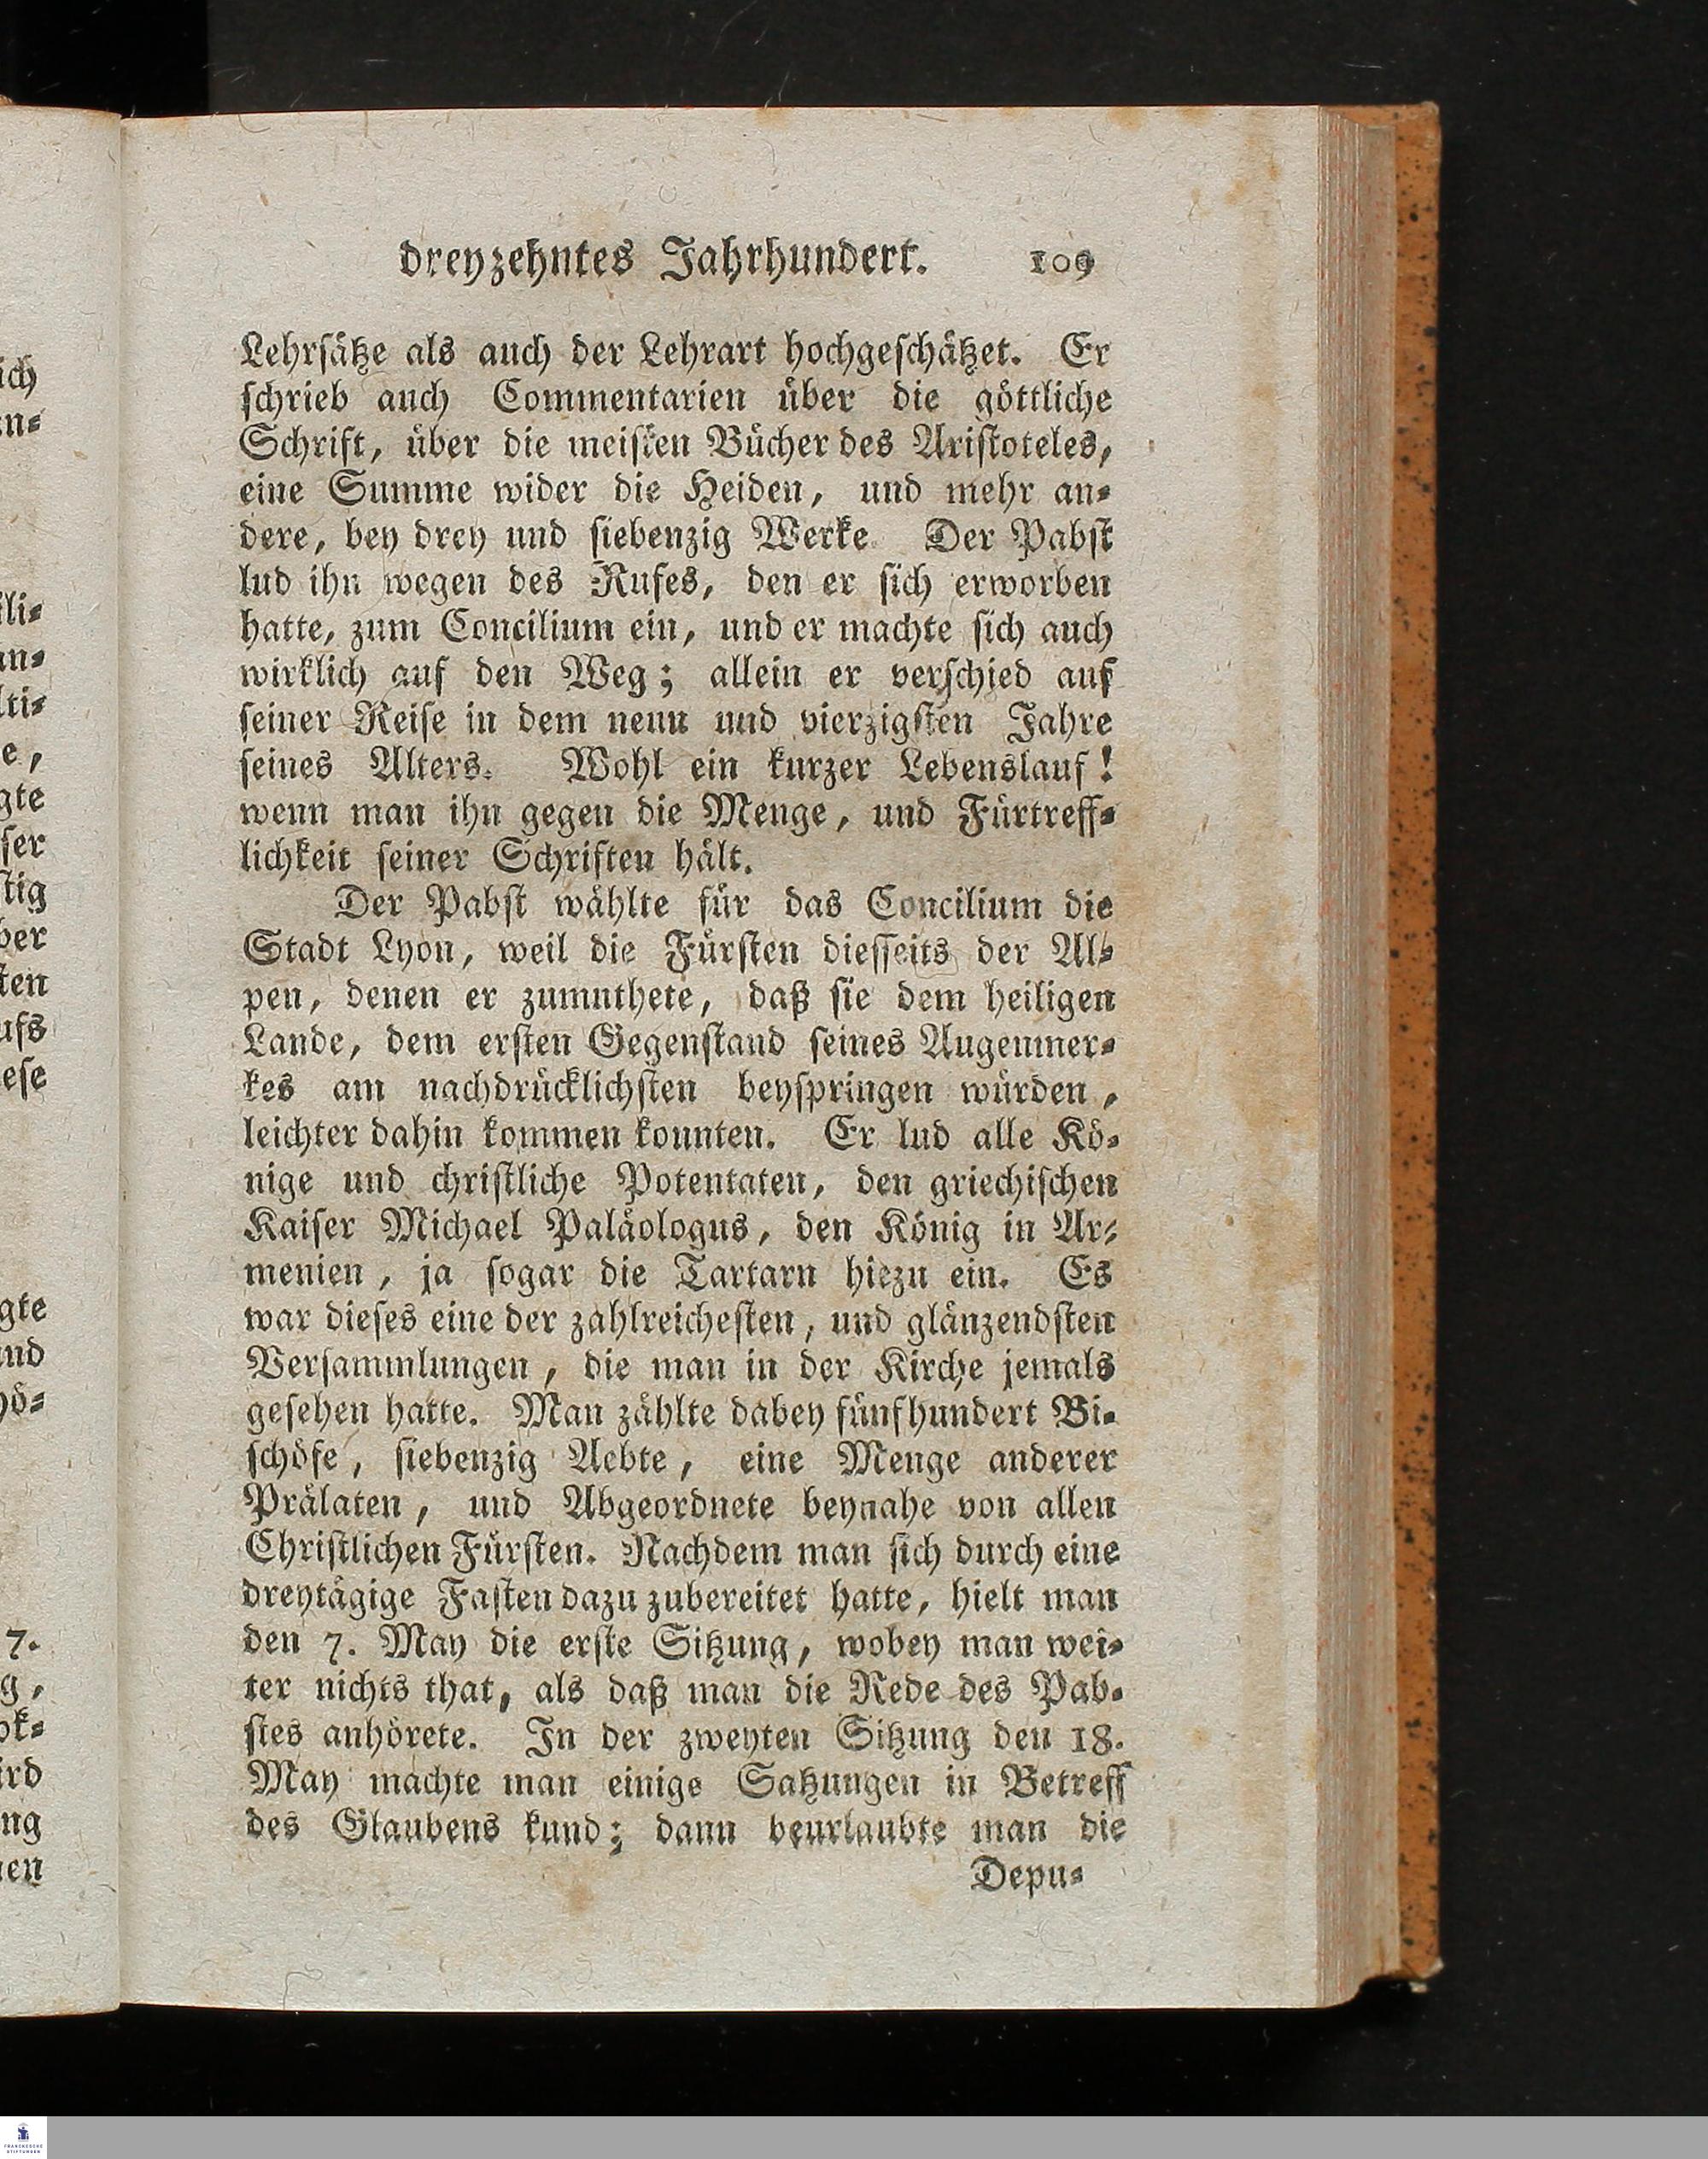 dreyzehntes Jahrhundert. 109
Lehrsätze als auch der Lehrart hochgeschätzet. Er
schrieb auch Commentarien über die göttliche
Schrift, über die meisten Bücher des Aristoteles,
eine Summe wider die Heiden, und mehr an-
dere, bey drey und siebenzig Werke. Der Pabst
lud ihn wegen des Rufes, den er sich erworben
hatte, zum Concilium ein, und er machte sich auch
wirklich auf den Weg; allein er verschied auf
seiner Reise in dem neun und vierzigsten Jahre
seines Alters. Wohl ein kurzer Lebenslauf!
wenn man ihn gegen die Menge, und Fürtreff-
lichkeit seiner Schriften hält.
Der Pabst wählte für das Concilium die
Stadt Lyon, weil die Fürsten diesseits der Al-
pen, denen er zumuthete, daß sie dem heiligen
Lande, dem ersten Gegenstand seines Augenmer-
kes am nachdrücklichsten beyspringen würden,
leichter dahin kommen konnten. Er lud alle Kö-
nige und christliche Potentaten, den griechischen
Kaiser Michael Paläologus, den König in Ar-
menien, ja sogar die Tartarn hiezu ein. Es
war dieses eine der zahlreichesten, und glänzendsten
Versammlungen, die man in der Kirche jemals
gesehen hatte. Man zählte dabey fünfhundert Bi-
schöfe, siebenzig Aebte, eine Menge anderer
Prälaten, und Abgeordnete beynahe von allen
Christlichen Fürsten. Nachdem man sich durch eine
dreytägige Fasten dazu zubereitet hatte, hielt man
den 7. May die erste Sitzung, wobey man wei-
ter nichts that, als daß man die Rede des Pab-
stes anhörete. In der zweyten Sitzung den 18.
May machte man einige Satzungen in Betreff
des Glaubens kund; dann beurlaubte man die
Depu-